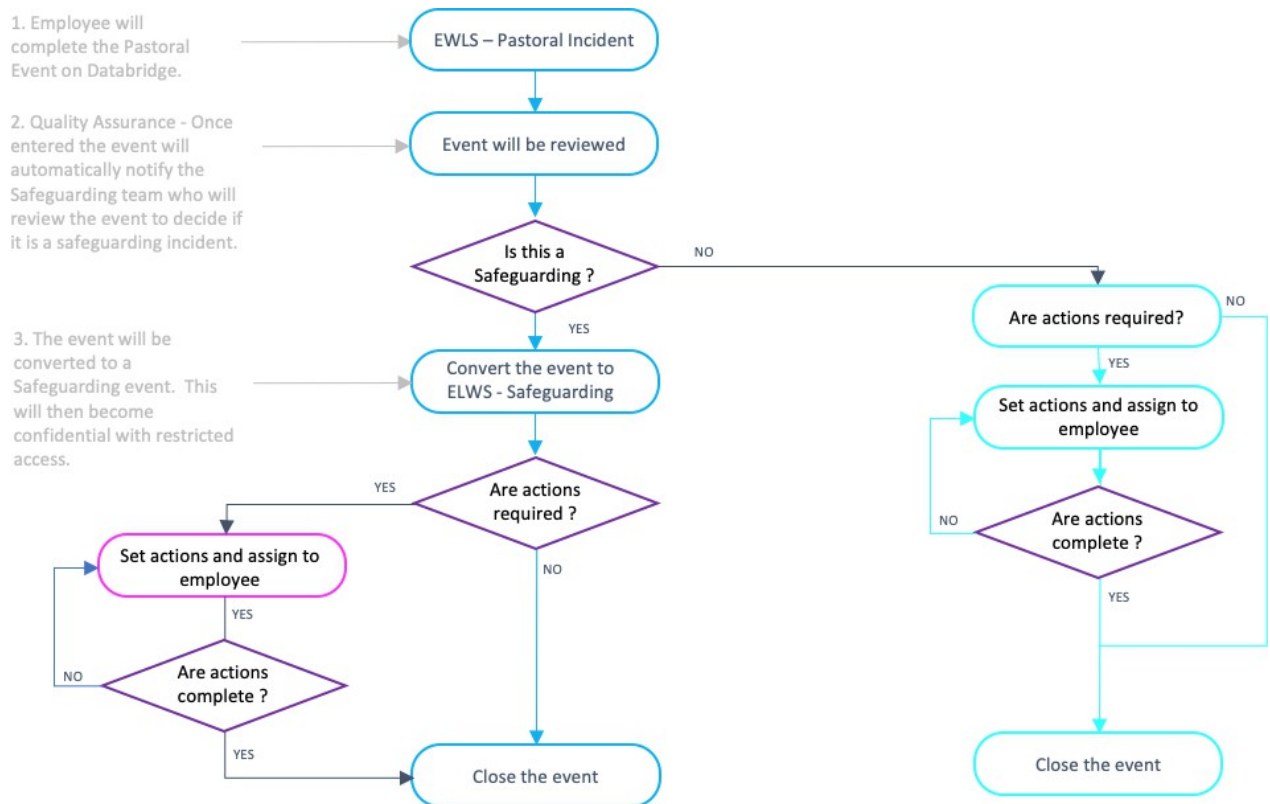 1. Employee will
complete the Pastoral
Event on Databridge.
EWLS – Pastoral Incident
2. Quality Assurance - Once
entered the event will
automatically notify the
Safeguarding team who will
review the event to decide if
it is a safeguarding incident.
Event will be reviewed
Is this a
Safeguarding ?
NO
YES
Are actions required?
NO
YES
3. The event will be
converted to a
Safeguarding event. This
will then become
confidential with restricted
access.
Convert the event to
ELWS - Safeguarding
Set actions and assign to
employee
Are actions
required ?
YES
NO
Are actions
complete ?
NO
YES
Set actions and assign to
employee
YES
Are actions
complete ?
NO
YES
Close the event
Close the event